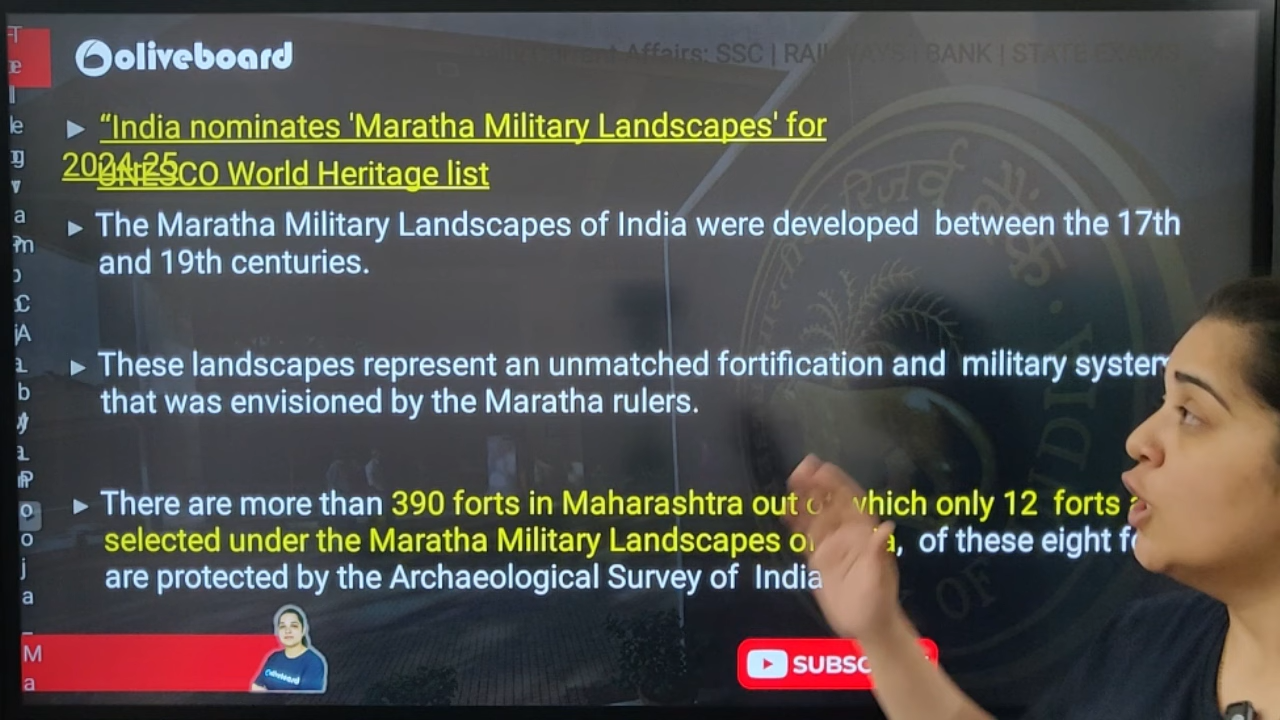 oliveboard
Current Affairs: SSC | RAILWAYS | BANK | STATE EXAMS
“India nominates 'Maratha Military Landscapes' for
2024-25
UNESCO World Heritage list
The Maratha Military Landscapes of India were developed between the 17th
and 19th centuries.
These landscapes represent an unmatched fortification and military system
that was envisioned by the Maratha rulers.
There are more than 390 forts in Maharashtra out of which only 12 forts
selected under the Maratha Military Landscapes of of these eight
are protected by the Archaeological Survey of India
रिज़र्व बैंक
OF INDIA
SUBSC